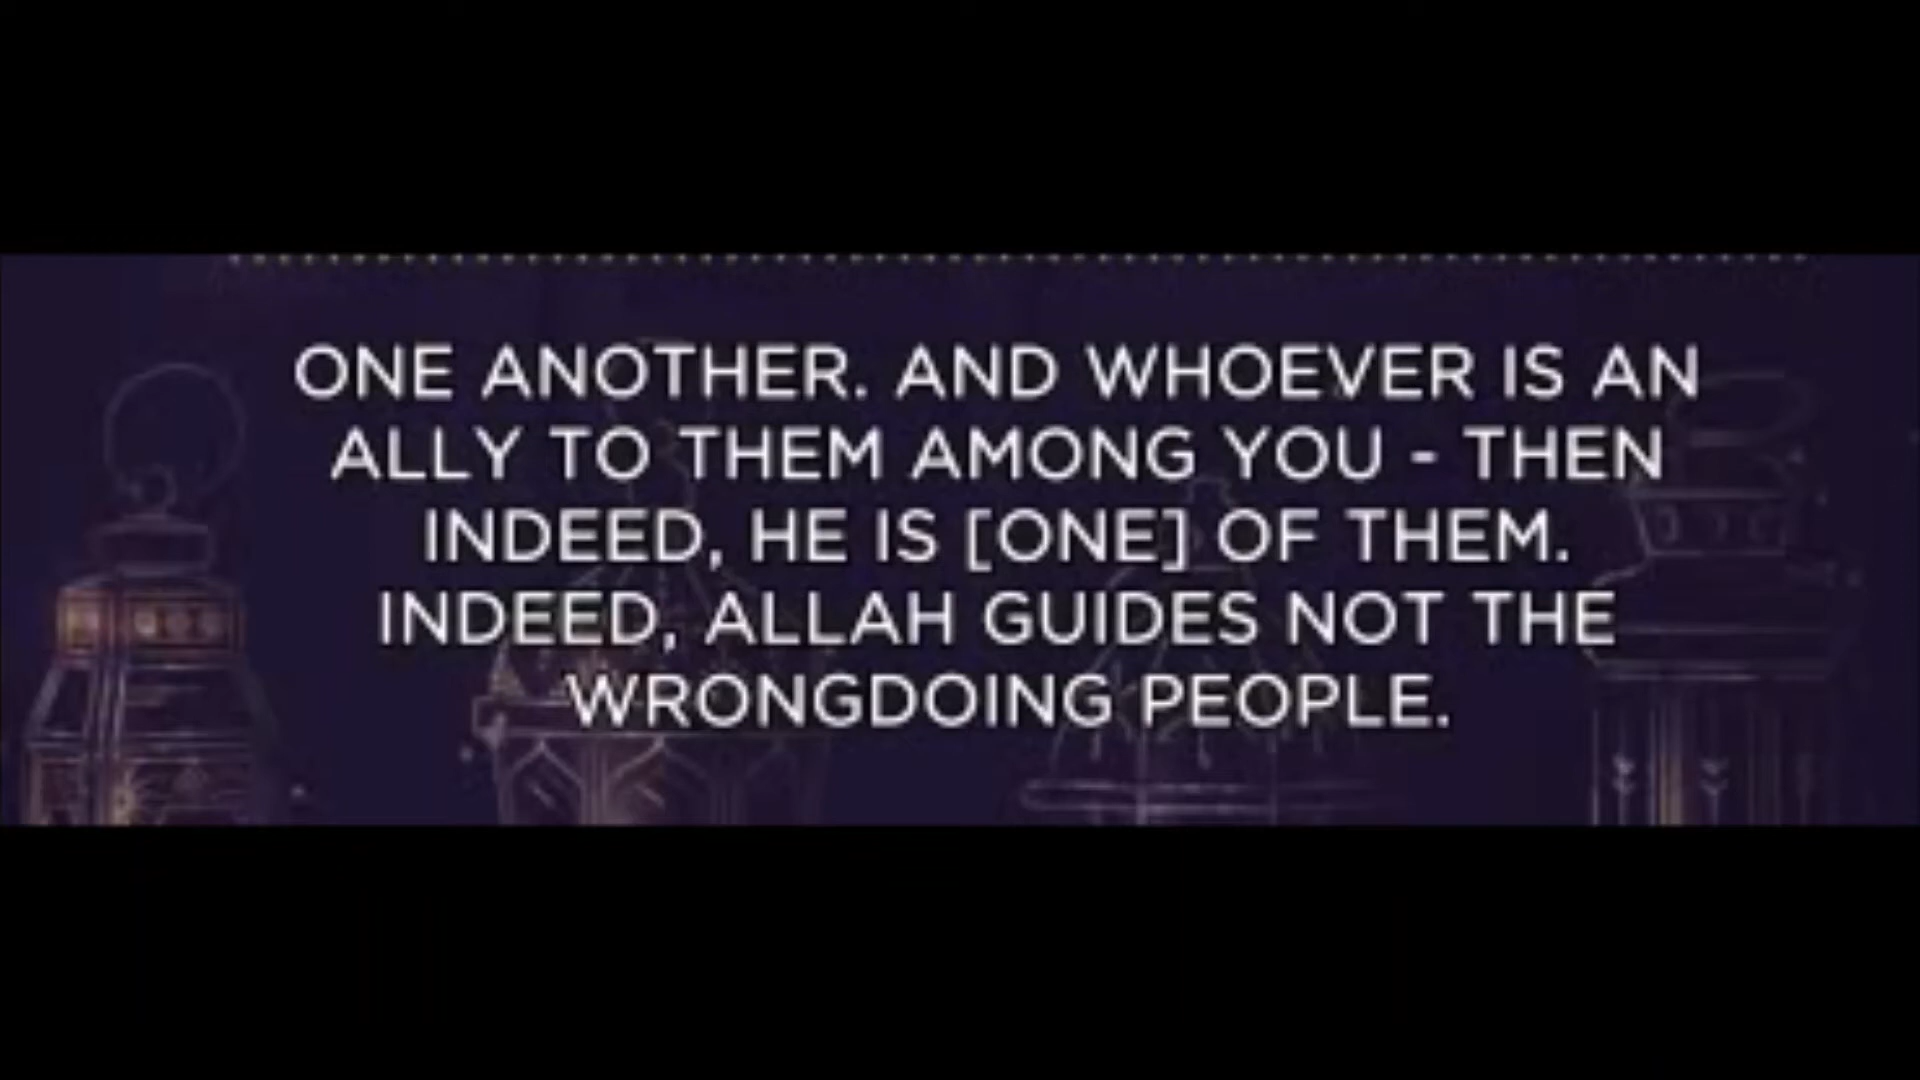 ONE ANOTHER. AND WHOEVER IS AN
ALLY TO THEM AMONG YOU - THEN
INDEED, HE IS [ONE] OF THEM.
INDEED, ALLAH GUIDES NOT THE
WRONGDOING PEOPLE.